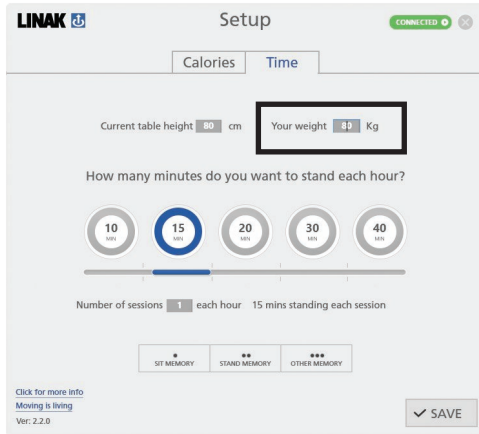 LINAK
Setup
CONNECTED
Calories
Time
Current table height 80 cm
Your weight 80 Kg
How many minutes do you want to stand each hour?
10 MIN
15 MIN
20 MIN
30 MIN
40 MIN
Number of sessions 1 each hour 15 mins standing each session
SIT MEMORY
STAND MEMORY
OTHER MEMORY
Click for more info
Moving is living
Ver: 2.2.0
SAVE